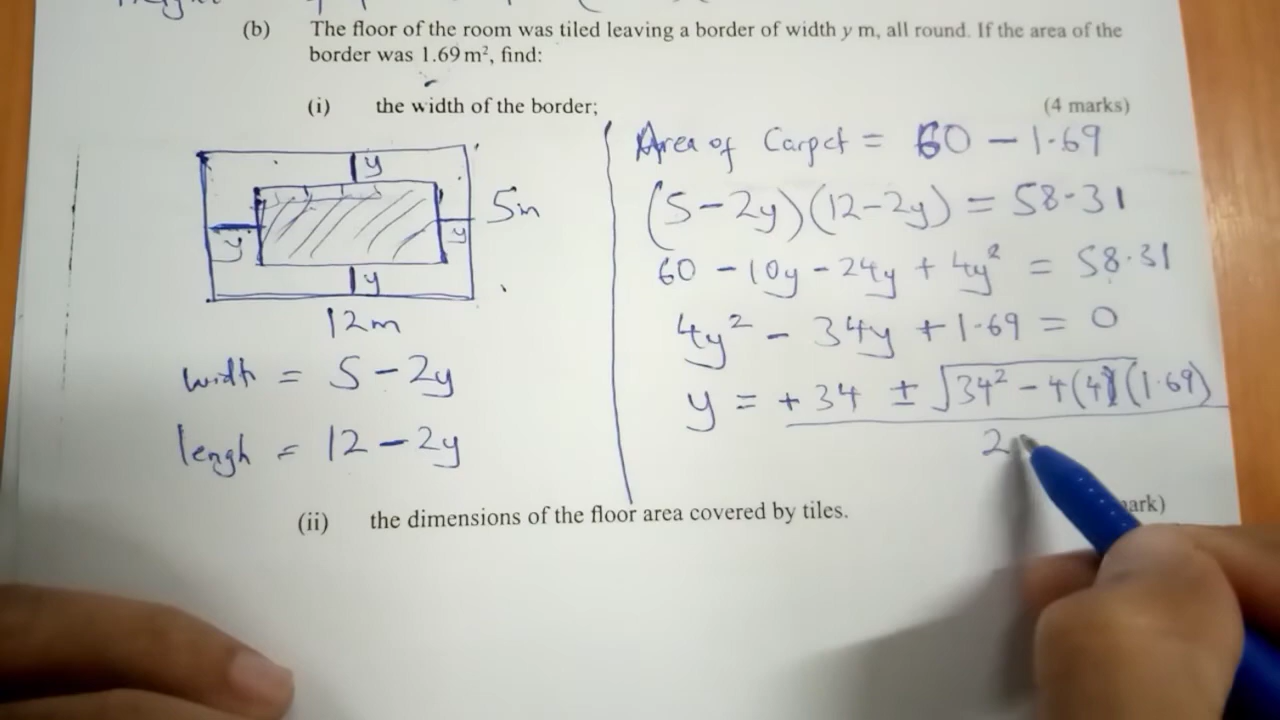 (b) The floor of the room was tiled leaving a border of width y m, all round. If the area of the
border was 1.69 m², find:
(i) the width of the border; (4 marks)
y
y
y
y
5m
12m
width = 5 - 2y
lengh = 12 - 2y
Area of Carpet = 60 - 1.69
(5-2y)(12-2y) = 58.31
60 - 10y - 24y + 4y² = 58.31
4y² - 34y + 1.69 = 0
y = +34 ± √34² - 4(4)(1.69)
2
(ii) the dimensions of the floor area covered by tiles.